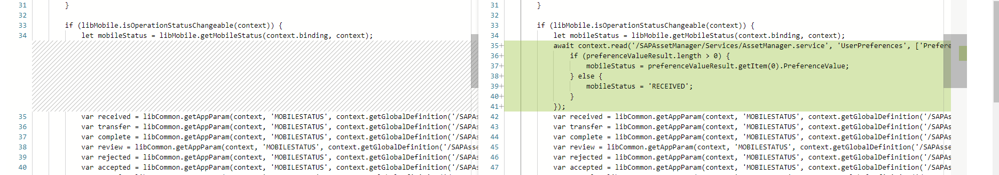 31 }
32
33 if (libMobile.isOperationStatusChangeable(context)) {
34 let mobileStatus = libMobile.getMobileStatus(context.binding, context);
35 var received = libCommon.getAppParam(context, 'MOBILESTATUS', context.getGlobalDefinition('/SAPAs
36 var transfer = libCommon.getAppParam(context, 'MOBILESTATUS', context.getGlobalDefinition('/SAPAs
37 var complete = libCommon.getAppParam(context, 'MOBILESTATUS', context.getGlobalDefinition('/SAPAs
38 var review = libCommon.getAppParam(context, 'MOBILESTATUS', context.getGlobalDefinition('/SAPAsse
39 var rejected = libCommon.getAppParam(context, 'MOBILESTATUS', context.getGlobalDefinition('/SAPAs
40 var accepted = libCommon.getAppParam(context, 'MOBILESTATUS', context.getGlobalDefinition('/SAPAs
31 }
32
33 if (libMobile.isOperationStatusChangeable(context)) {
34 let mobileStatus = libMobile.getMobileStatus(context.binding, context);
35+ await context.read('/SAPAssetManager/Services/AssetManager.service', 'UserPreferences', ['Prefere
36+ if (preferenceValueResult.length > 0) {
37+ mobileStatus = preferenceValueResult.getItem(0).PreferenceValue;
38+ } else {
39+ mobileStatus = 'RECEIVED';
40+ }
41+ });
42 var received = libCommon.getAppParam(context, 'MOBILESTATUS', context.getGlobalDefinition('/SAPAs
43 var transfer = libCommon.getAppParam(context, 'MOBILESTATUS', context.getGlobalDefinition('/SAPAs
44 var complete = libCommon.getAppParam(context, 'MOBILESTATUS', context.getGlobalDefinition('/SAPAs
45 var review = libCommon.getAppParam(context, 'MOBILESTATUS', context.getGlobalDefinition('/SAPAsse
46 var rejected = libCommon.getAppParam(context, 'MOBILESTATUS', context.getGlobalDefinition('/SAPAs
47 var accepted = libCommon.getAppParam(context, 'MOBILESTATUS', context.getGlobalDefinition('/SAPAs